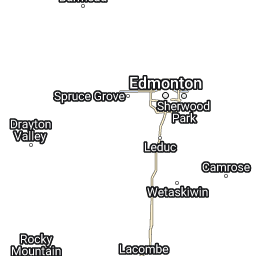 Edmonton
Spruce Grove
Sherwood
Park
Drayton
Valley
Leduc
Camrose
Wetaskiwin
Rocky
Mountain
Lacombe